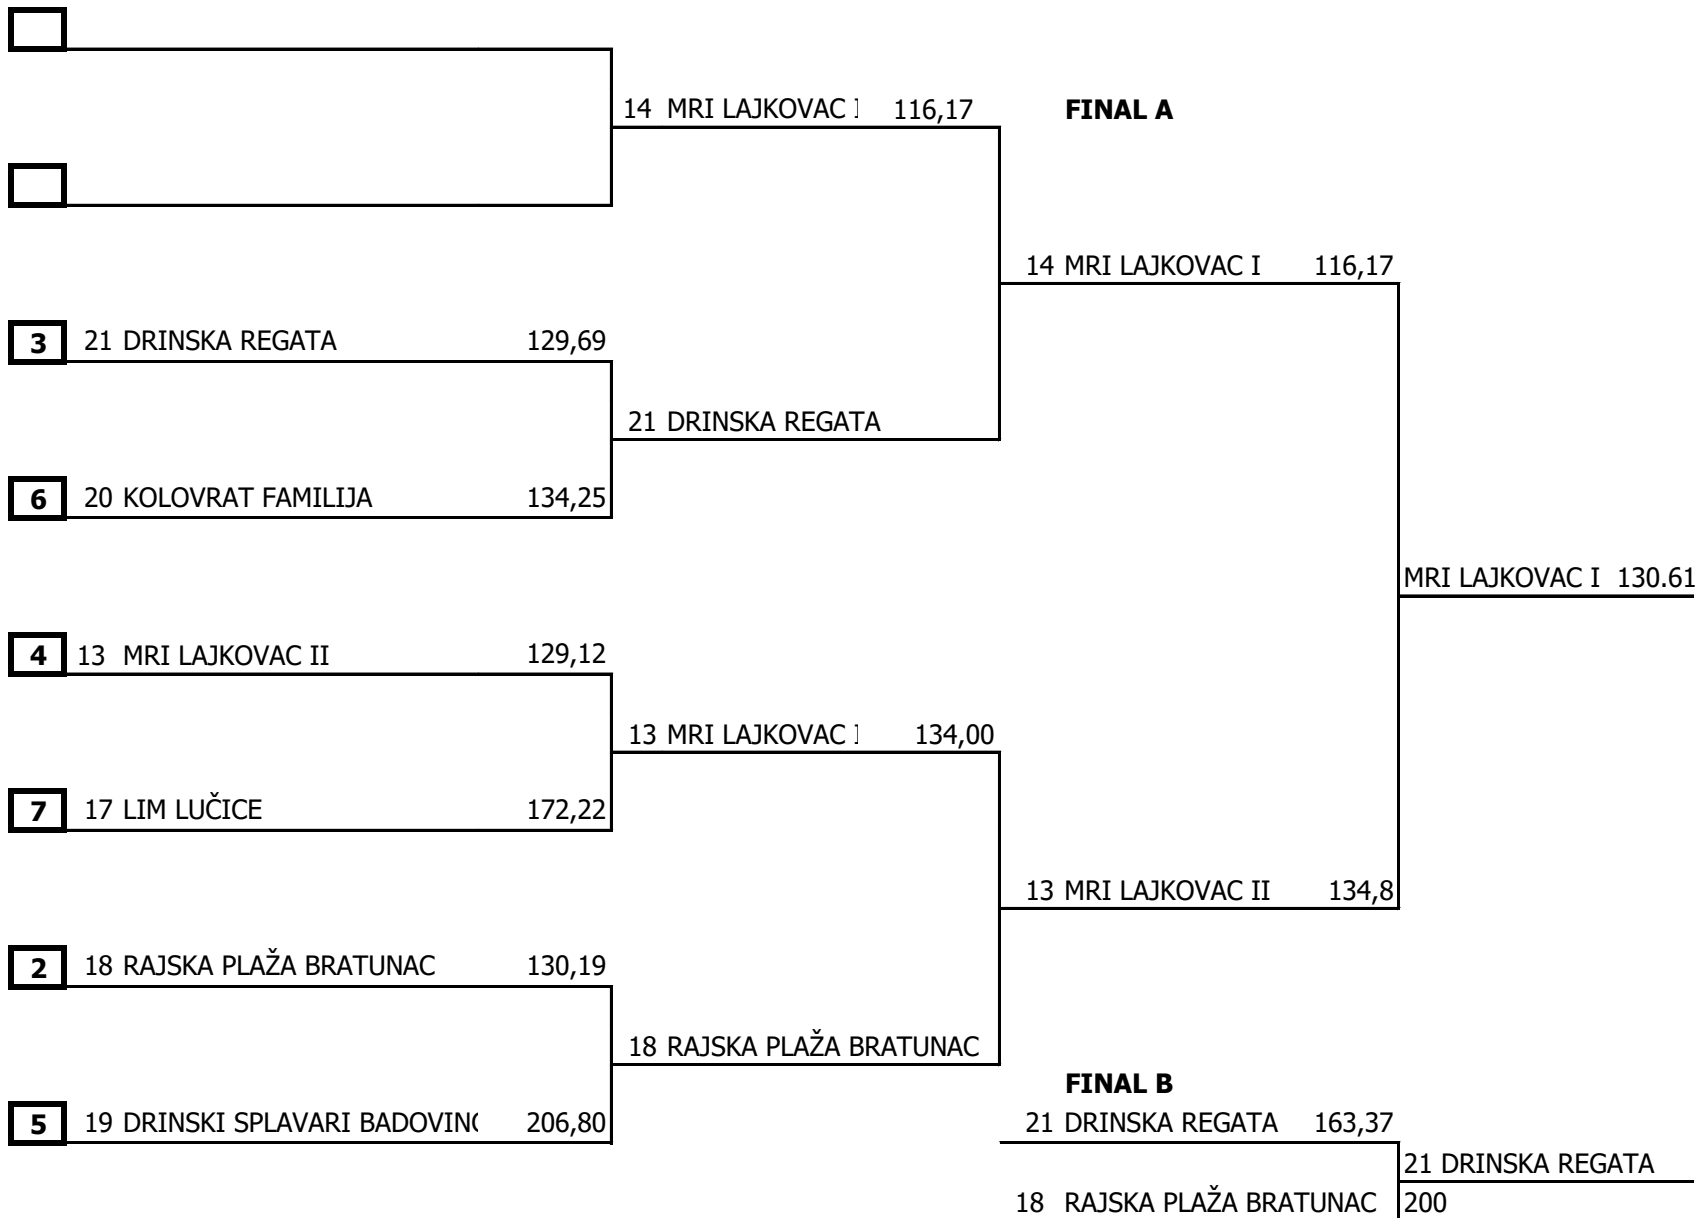 14 MRI LAJKOVAC I 116,17 FINAL A
14 MRI LAJKOVAC I 116,17
3 21 DRINSKA REGATA 129,69
21 DRINSKA REGATA
6 20 KOLOVRAT FAMILIJA 134,25
MRI LAJKOVAC I 130.61
4 13 MRI LAJKOVAC II 129,12
13 MRI LAJKOVAC I 134,00
7 17 LIM LUČICE 172,22
13 MRI LAJKOVAC II 134,8
2 18 RAJSKA PLAŽA BRATUNAC 130,19
18 RAJSKA PLAŽA BRATUNAC
FINAL B
5 19 DRINSKI SPLAVARI BADOVIN 206,80 21 DRINSKA REGATA 163,37
21 DRINSKA REGATA
18 RAJSKA PLAŽA BRATUNAC 200